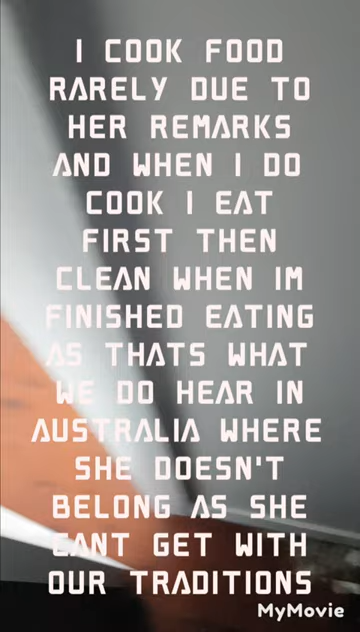 I COOK FOOD
RARELY DUE TO
HER REMARKS
AND WHEN I DO
COOK I EAT
FIRST THEN
CLEAN WHEN IM
FINISHED EATING
AS THATS WHAT
WE DO HEAR IN
AUSTRALIA WHERE
SHE DOESN'T
BELONG AS SHE
CANT GET WITH
OUR TRADITIONS
MyMovie